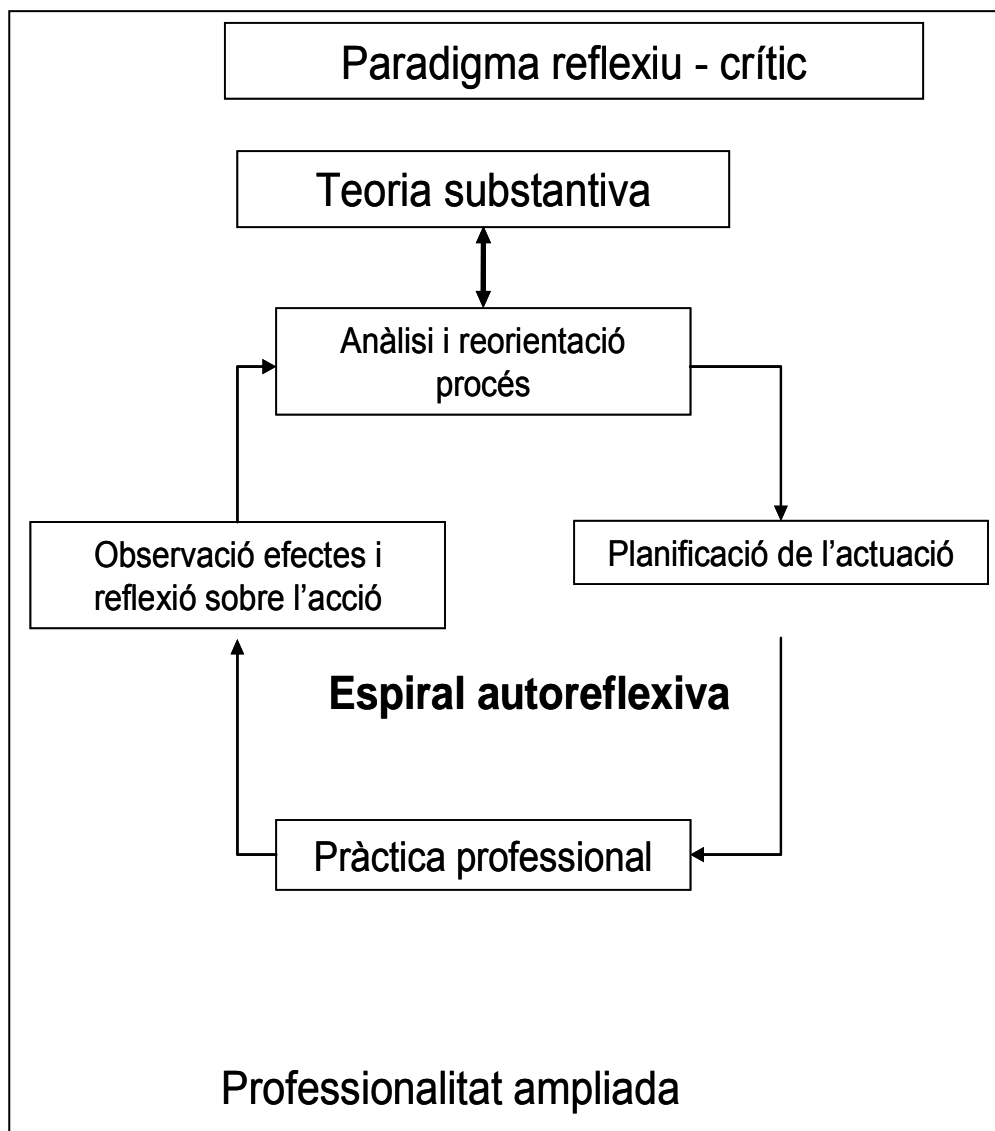 Paradigma reflexiu - crític
Teoria substantiva
Anàlisi i reorientació
procés
Observació efectes i
reflexió sobre l'acció
Planificació de l'actuació
Espiral autoreflexiva
Pràctica professional
Professionalitat ampliada